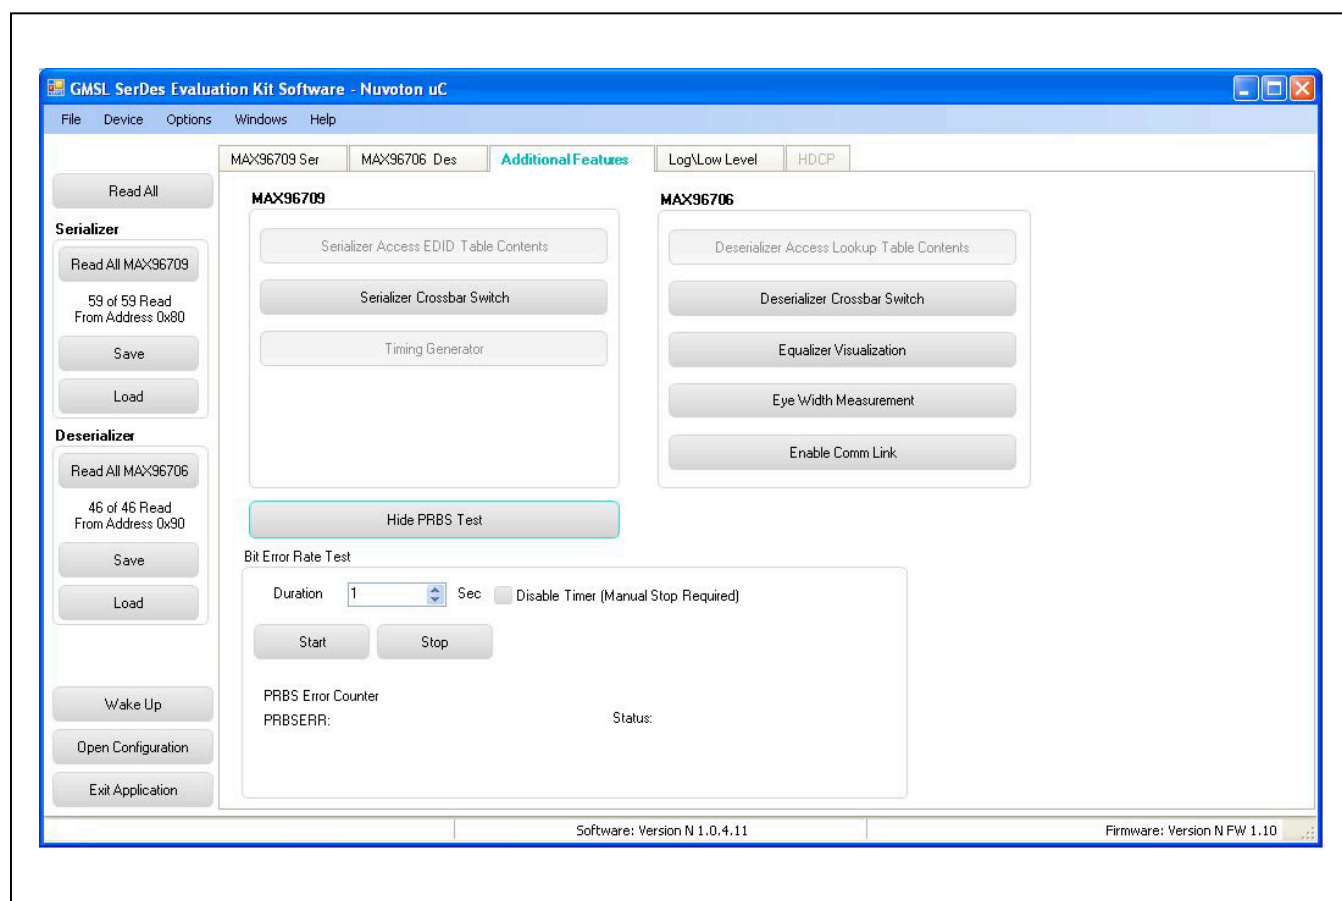 GMSL SerDes Evaluation Kit Software - Nuvoton uC
File Device Options Windows Help
MAX96709 Ser MAX96706 Des Additional Features Log\Low Level HDCP
Read All
Serializer
Read All MAX96709
59 of 59 Read
From Address 0x80
Save
Load
Deserializer
Read All MAX96706
46 of 46 Read
From Address 0x90
Save
Load
Wake Up
Open Configuration
Exit Application
MAX96709
Serializer Access EDID Table Contents
Serializer Crossbar Switch
Timing Generator
MAX96706
Deserializer Access Lookup Table Contents
Deserializer Crossbar Switch
Equalizer Visualization
Eye Width Measurement
Enable Comm Link
Hide PRBS Test
Bit Error Rate Test
Duration 1 Sec Disable Timer (Manual Stop Required)
Start Stop
PRBS Error Counter
PRBSERR: Status:
Software: Version N 1.0.4.11 Firmware: Version N FW 1.10